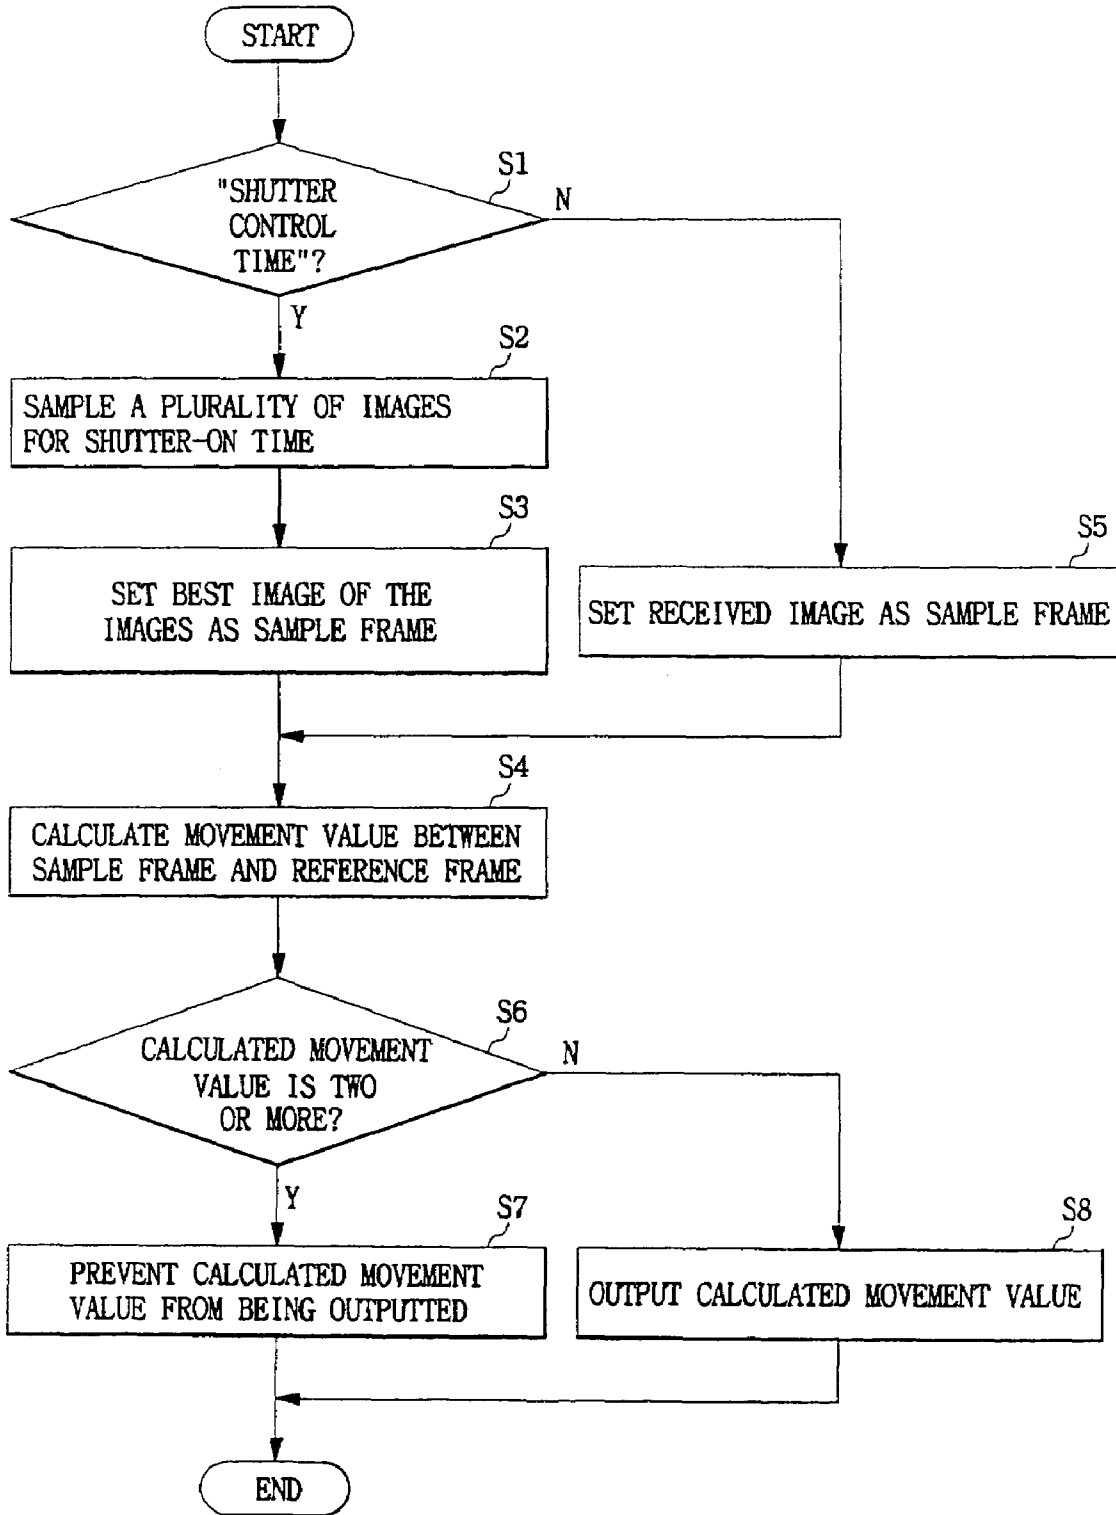 START
S1
"SHUTTER
CONTROL
TIME"?
N
Y
S2
SAMPLE A PLURALITY OF IMAGES
FOR SHUTTER-ON TIME
S3
SET BEST IMAGE OF THE
IMAGES AS SAMPLE FRAME
S5
SET RECEIVED IMAGE AS SAMPLE FRAME
S4
CALCULATE MOVEMENT VALUE BETWEEN
SAMPLE FRAME AND REFERENCE FRAME
S6
CALCULATED MOVEMENT
VALUE IS TWO
OR MORE?
N
Y
S7
PREVENT CALCULATED MOVEMENT
VALUE FROM BEING OUTPUTTED
S8
OUTPUT CALCULATED MOVEMENT VALUE
END